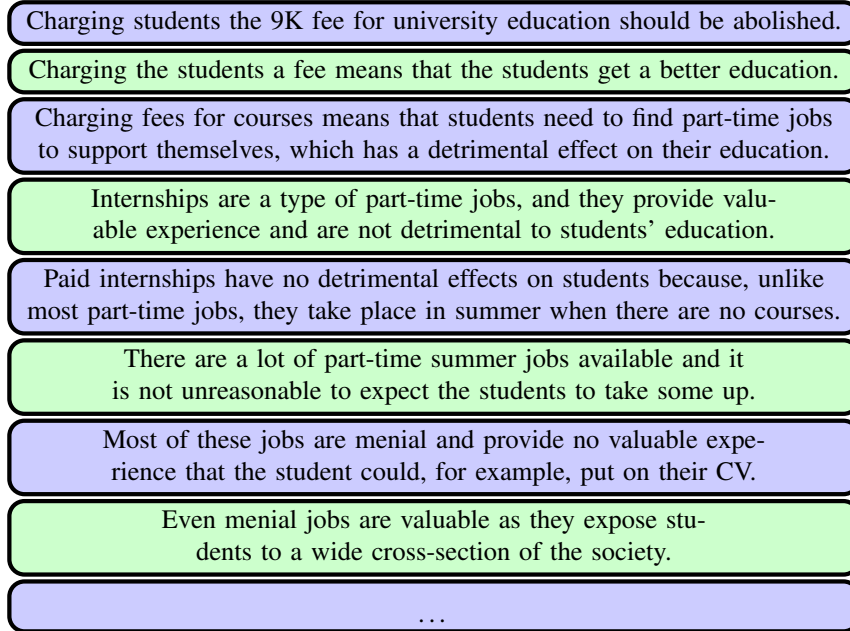 Charging students the 9K fee for university education should be abolished.
Charging the students a fee means that the students get a better education.
Charging fees for courses means that students need to find part-time jobs
to support themselves, which has a detrimental effect on their education.
Internships are a type of part-time jobs, and they provide valu-
able experience and are not detrimental to students' education.
Paid internships have no detrimental effects on students because, unlike
most part-time jobs, they take place in summer when there are no courses.
There are a lot of part-time summer jobs available and it
is not unreasonable to expect the students to take some up.
Most of these jobs are menial and provide no valuable expe-
rience that the student could, for example, put on their CV.
Even menial jobs are valuable as they expose stu-
dents to a wide cross-section of the society.
...